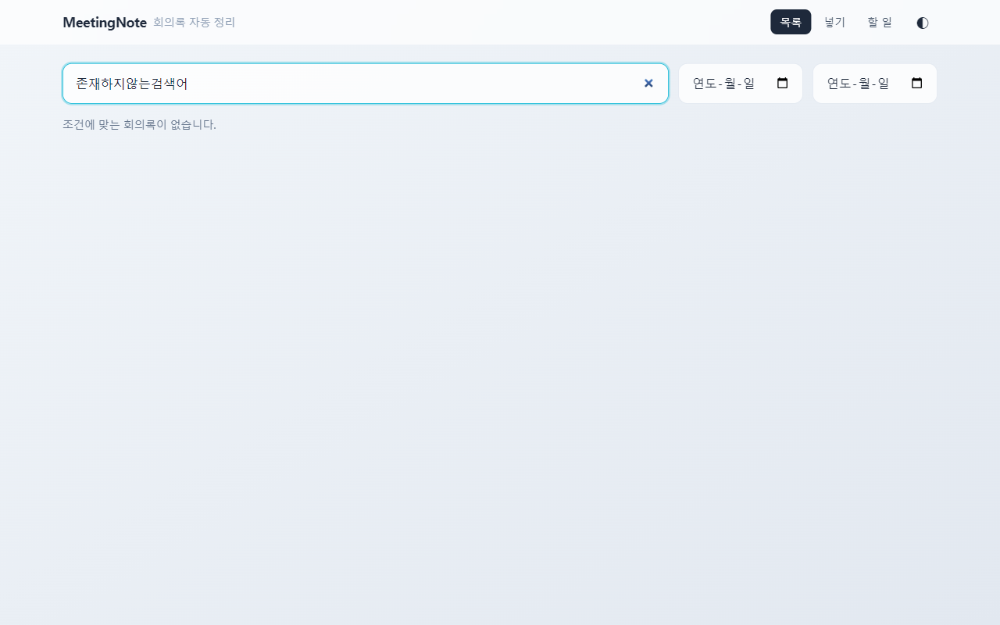 MeetingNote 회의록 자동 정리 목록 넣기 할 일
존재하지않는검색어 연도-월-일 연도-월-일
조건에 맞는 회의록이 없습니다.